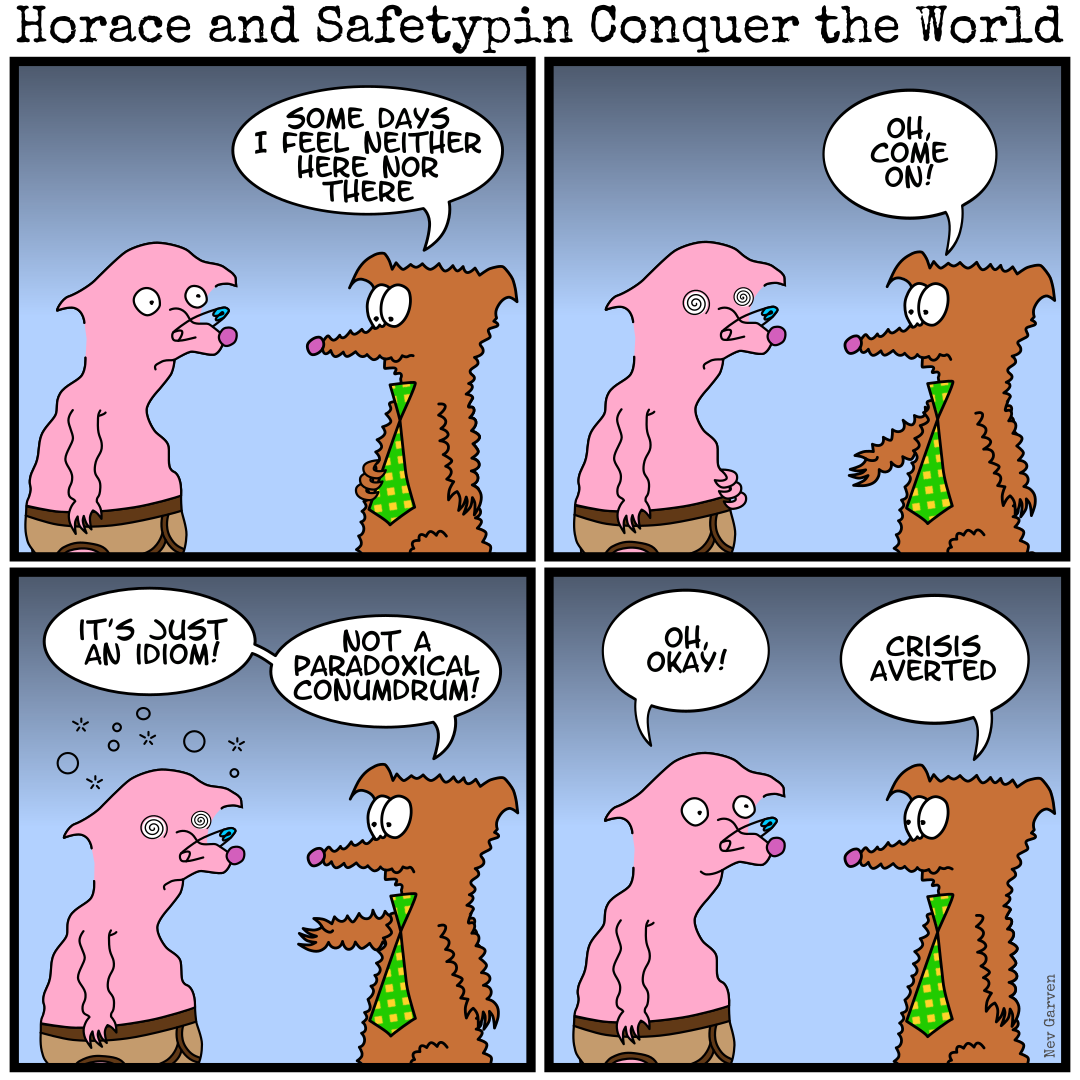 Horace and Safetypin Conquer the World
SOME DAYS
I FEEL NEITHER
HERE NOR
THERE
OH,
COME
ON!
IT'S JUST
AN IDIOM!
NOT A
PARADOXICAL
CONUMDRUM!
OH,
OKAY!
CRISIS
AVERTED
Nev Garven